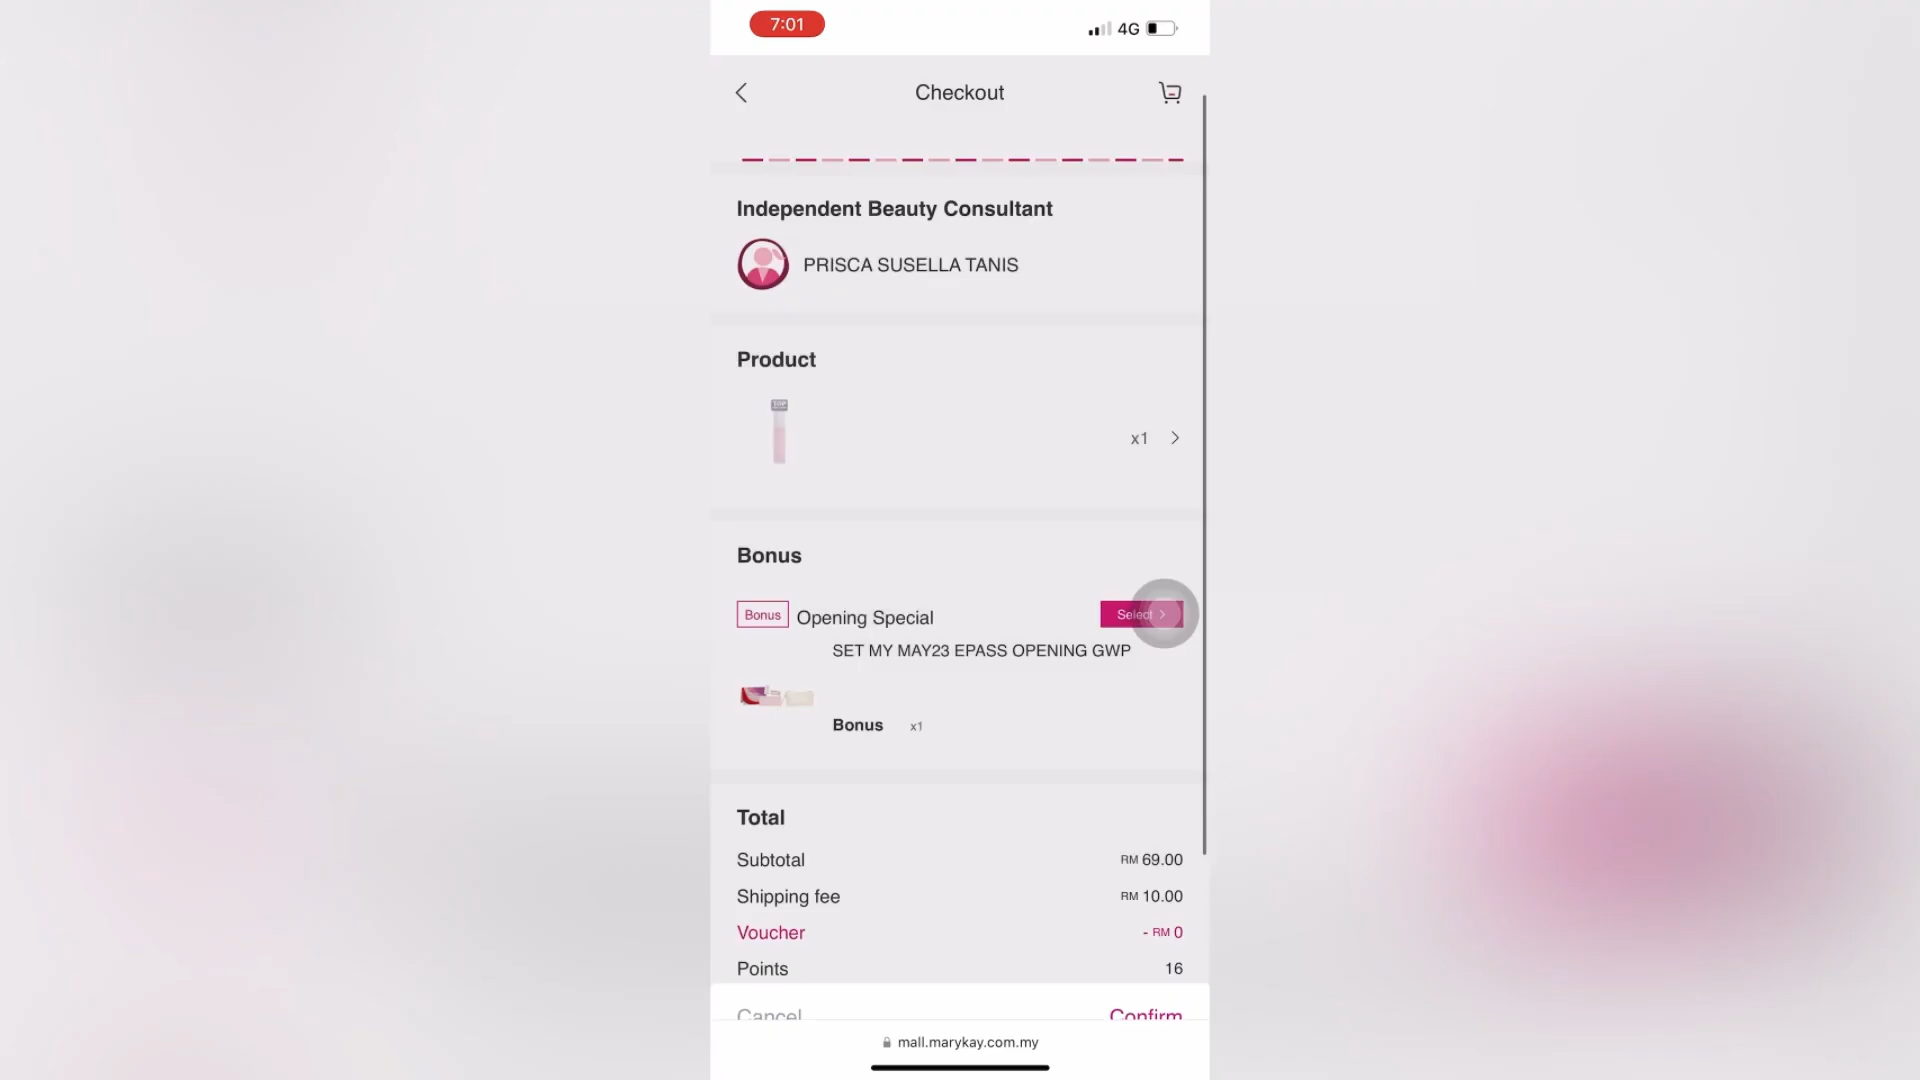 7:01
4G
Checkout
Independent Beauty Consultant
PRISCA SUSELLA TANIS
Product
x1
Bonus
Bonus Opening Special Select
SET MY MAY23 EPASS OPENING GWP
Bonus x1
Total
Subtotal RM 69.00
Shipping fee RM 10.00
Voucher - RM 0
Points 16
Cancel Confirm
mall.marykay.com.my